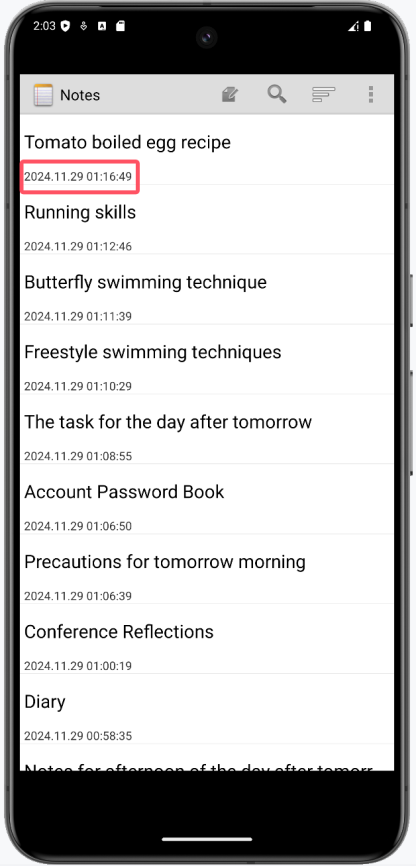 2:03
Notes
Tomato boiled egg recipe
2024.11.29 01:16:49
Running skills
2024.11.29 01:12:46
Butterfly swimming technique
2024.11.29 01:11:39
Freestyle swimming techniques
2024.11.29 01:10:29
The task for the day after tomorrow
2024.11.29 01:08:55
Account Password Book
2024.11.29 01:06:50
Precautions for tomorrow morning
2024.11.29 01:06:39
Conference Reflections
2024.11.29 01:00:19
Diary
2024.11.29 00:58:35
Notes for afternoon of the day after tomorr